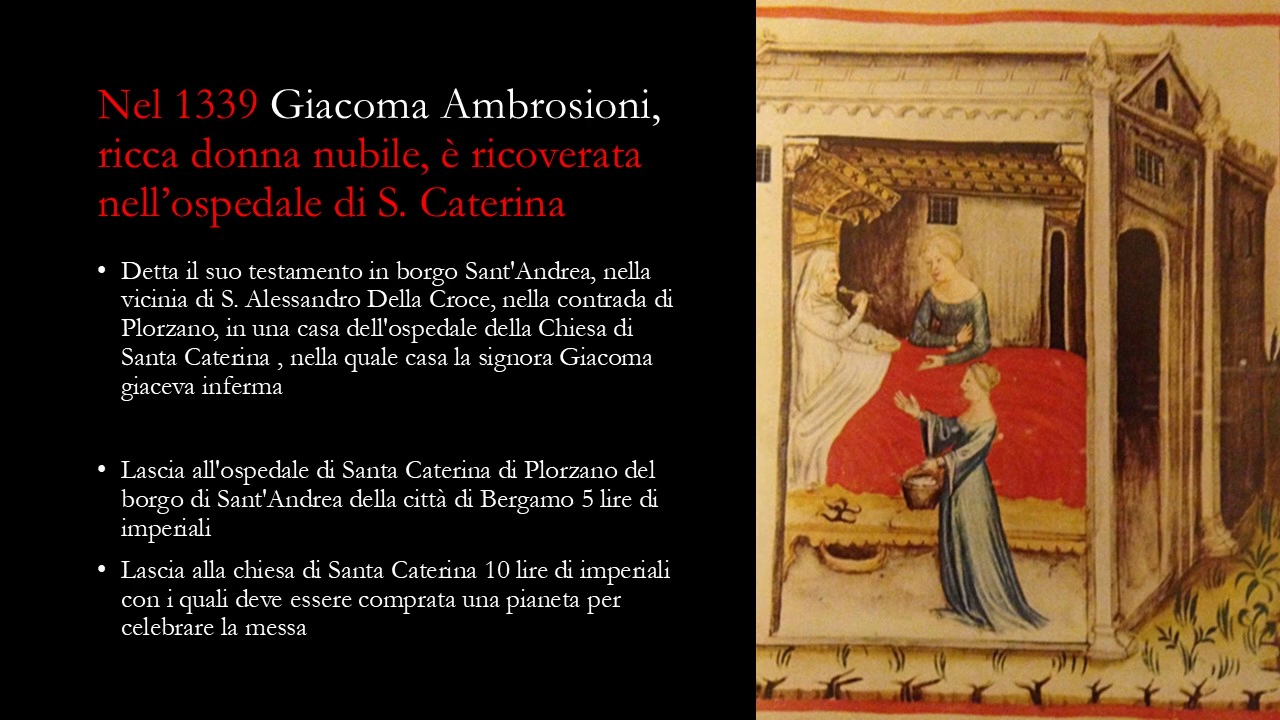 Nel 1339 Giacoma Ambrosioni,
ricca donna nubile, è ricoverata
nell’ospedale di S. Caterina
• Detta il suo testamento in borgo Sant'Andrea, nella
vicinia di S. Alessandro Della Croce, nella contrada di
Plorzano, in una casa dell'ospedale della Chiesa di
Santa Caterina , nella quale casa la signora Giacoma
giaceva inferma
• Lascia all'ospedale di Santa Caterina di Plorzano del
borgo di Sant'Andrea della città di Bergamo 5 lire di
imperiali
• Lascia alla chiesa di Santa Caterina 10 lire di imperiali
con i quali deve essere comprata una pianeta per
celebrare la messa